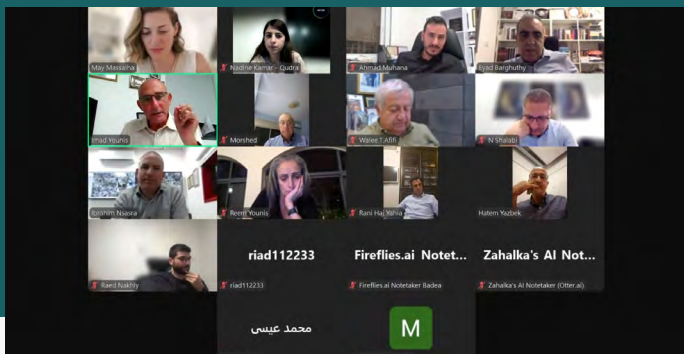 May Massalha
Nadine Kamar - Qudra
Ahmad Muhana
Eyad Barghuthy
Imad Younis
Morshed
Waleed Afifi
N Shalabi
Ibrahim Nsasra
Reem Younis
Rani Haj Yahia
Hatem Yazbek
Raed Nakhly
riad112233
riad112233
Fireflies.ai Notet...
Fireflies.ai Notetaker Badea
Zahalka's AI Not...
Zahalka's AI Notetaker (Otter.ai)
محمد عيسى
M